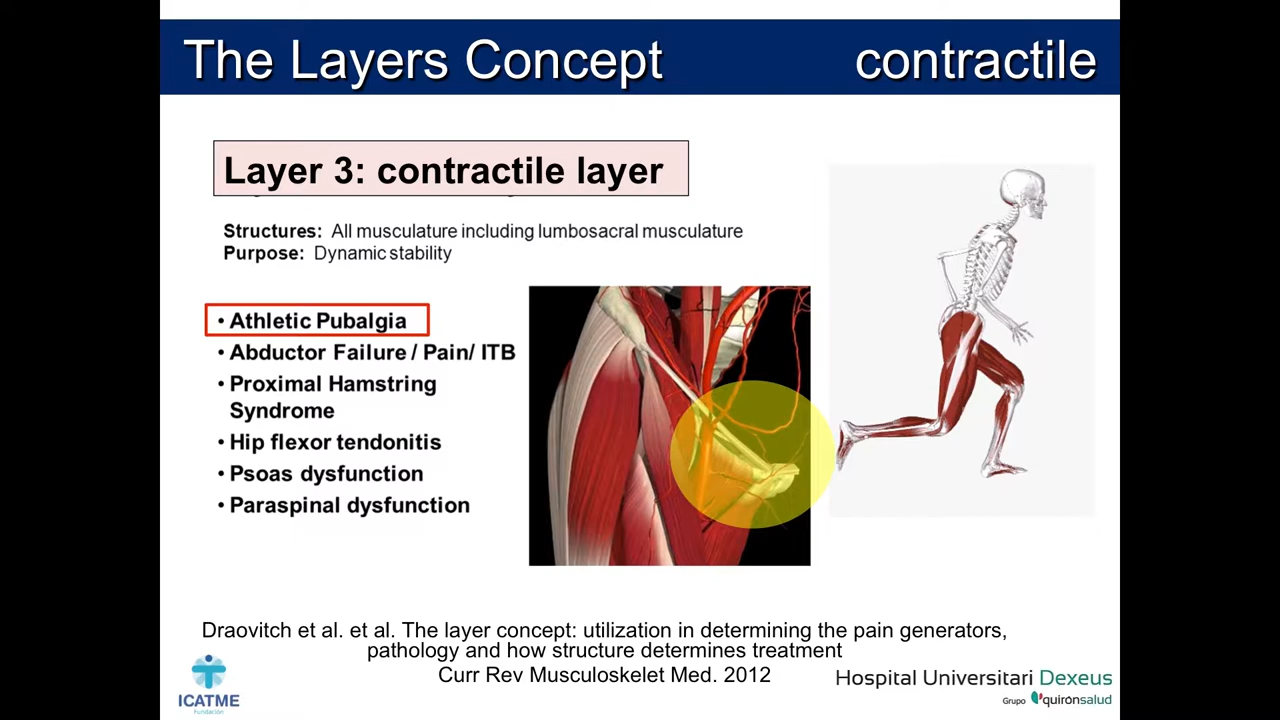 The Layers Concept contractile
Layer 3: contractile layer
Structures: All musculature including lumbosacral musculature
Purpose: Dynamic stability
• Athletic Pubalgia
• Abductor Failure / Pain/ ITB
• Proximal Hamstring
Syndrome
• Hip flexor tendonitis
• Psoas dysfunction
• Paraspinal dysfunction
Draovitch et al. et al. The layer concept: utilization in determining the pain generators,
pathology and how structure determines treatment
Curr Rev Musculoskelet Med. 2012
ICATME
Fundación
Hospital Universitari Dexeus
Grupo quirónsalud